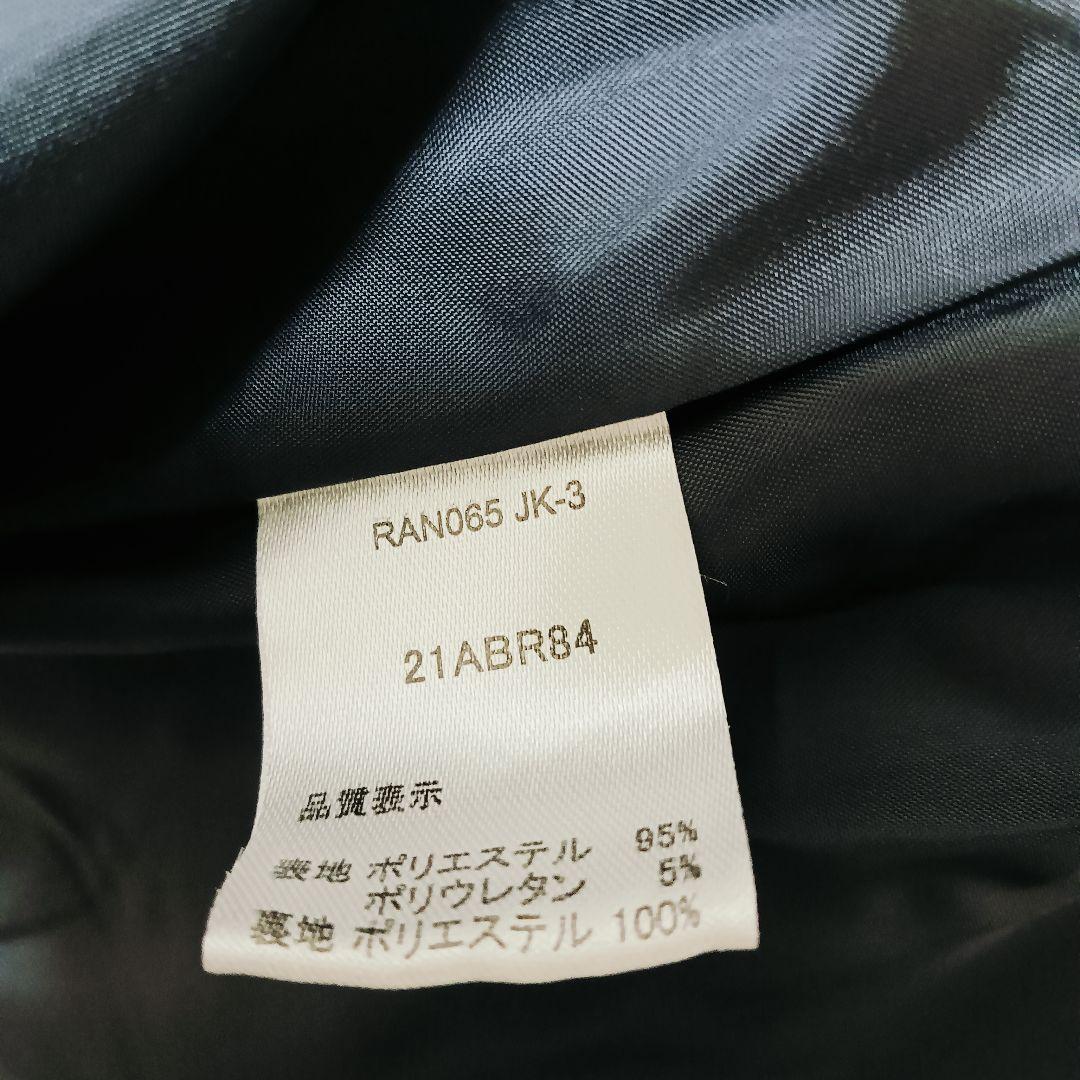 RAN065 JK-3
21ABR84
品質表示
表地 ポリエステル 95%
ポリウレタン 5%
裏地 ポリエステル 100%